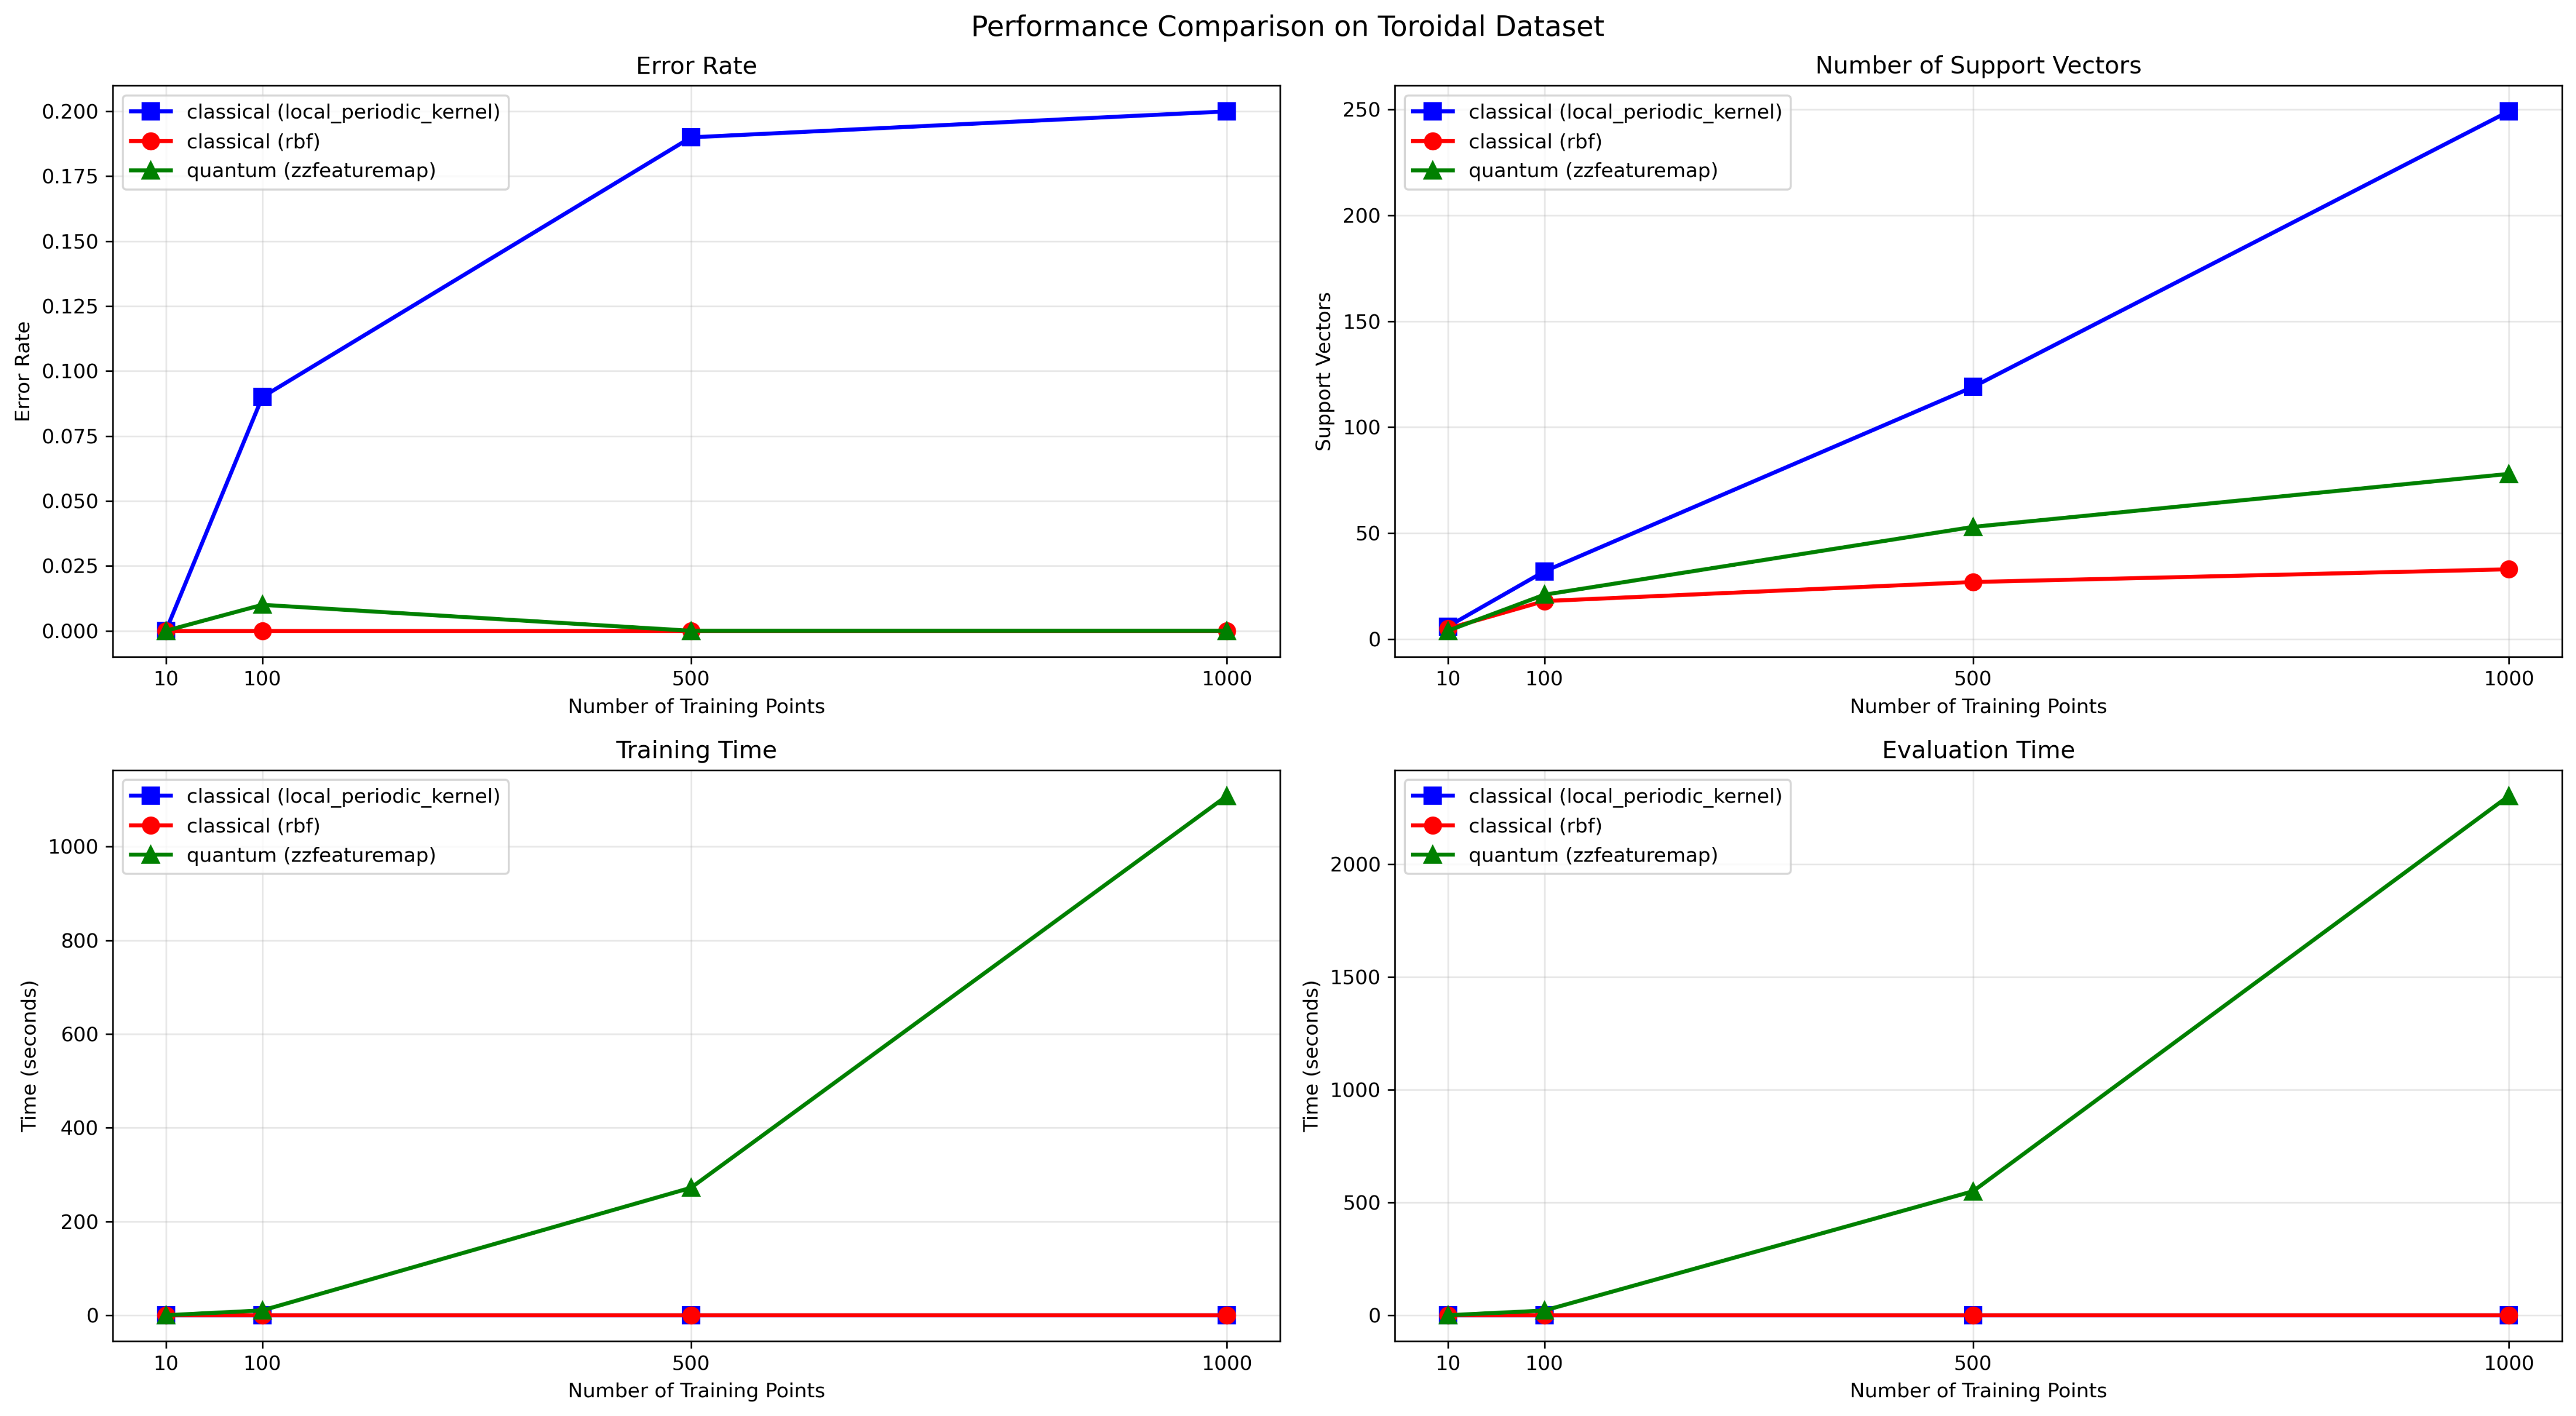 Performance Comparison on Toroidal Dataset
Error Rate
classical (local_periodic_kernel)
classical (rbf)
quantum (zzfeaturemap)
0.200
0.175
0.150
0.125
0.100
0.075
0.050
0.025
0.000
Error Rate
10
100
500
1000
Number of Training Points
Number of Support Vectors
classical (local_periodic_kernel)
classical (rbf)
quantum (zzfeaturemap)
250
200
150
100
50
0
Support Vectors
10
100
500
1000
Number of Training Points
Training Time
classical (local_periodic_kernel)
classical (rbf)
quantum (zzfeaturemap)
1000
800
600
400
200
0
Time (seconds)
10
100
500
1000
Number of Training Points
Evaluation Time
classical (local_periodic_kernel)
classical (rbf)
quantum (zzfeaturemap)
2000
1500
1000
500
0
Time (seconds)
10
100
500
1000
Number of Training Points